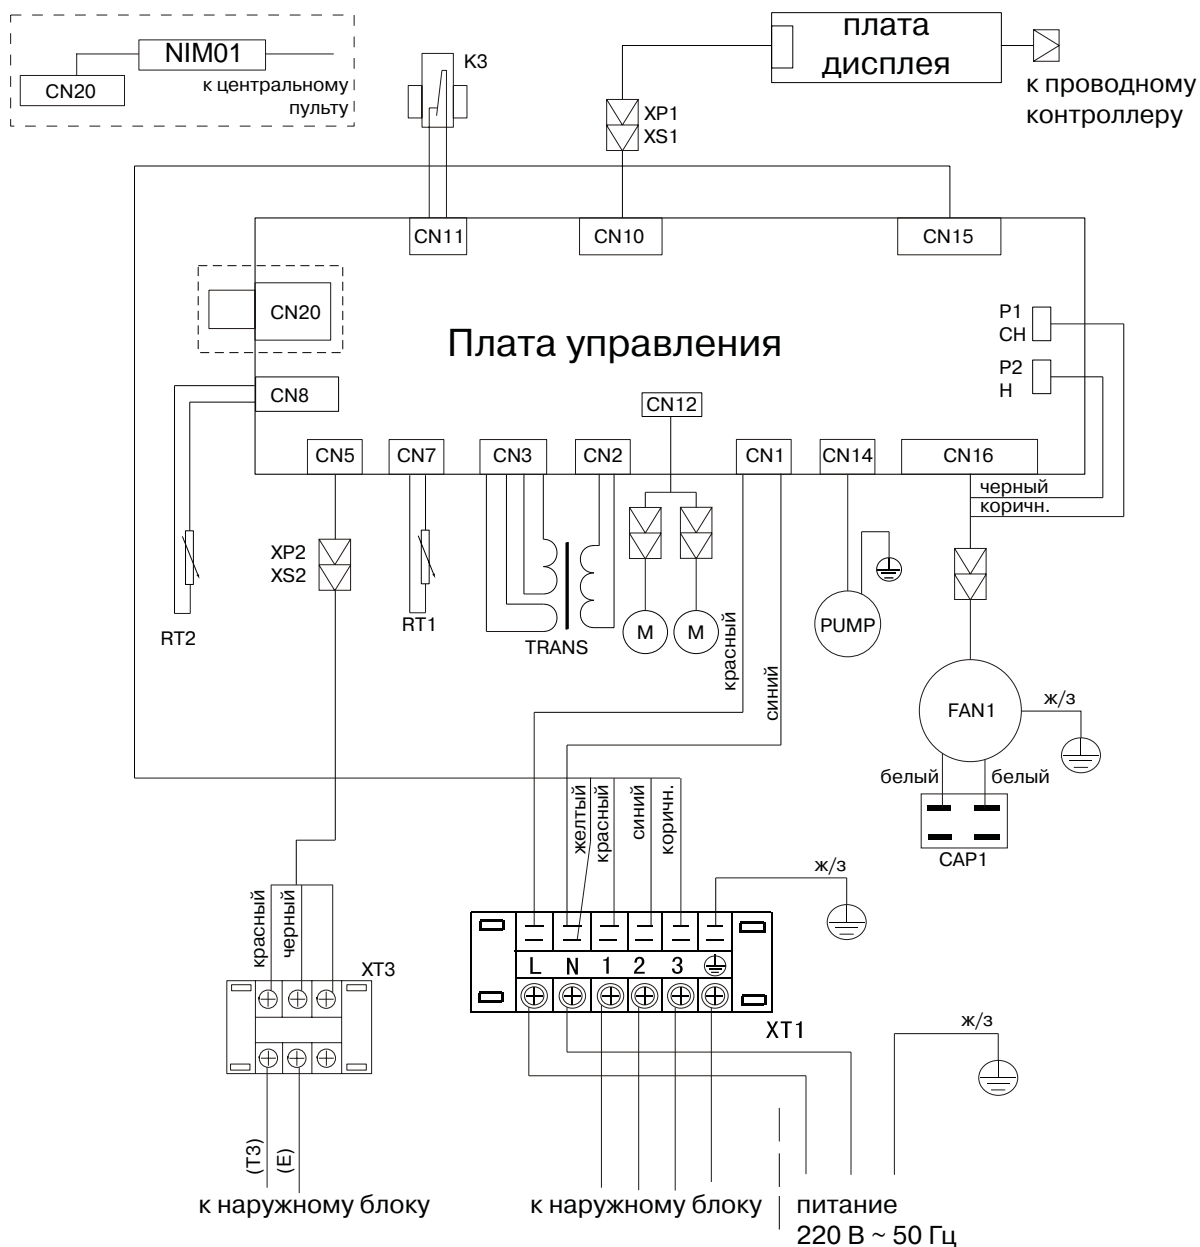 NIM01
CN20
к центральному
пульту
K3
XP1
XS1
плата
дисплея
к проводному
контроллеру
CN11
CN10
CN15
CN20
Плата управления
P1
CH
P2
H
CN8
CN12
CN5
CN7
CN3
CN2
CN1
CN14
CN16
черный
коричн.
XP2
XS2
RT2
RT1
TRANS
M
M
красный
синий
PUMP
FAN1
ж/з
белый
белый
CAP1
желтый
красный
синий
коричн.
ж/з
красный
черный
XT3
L N 1 2 3
XT1
ж/з
(T3)
(E)
к наружному блоку
к наружному блоку
питание
220 В ~ 50 Гц